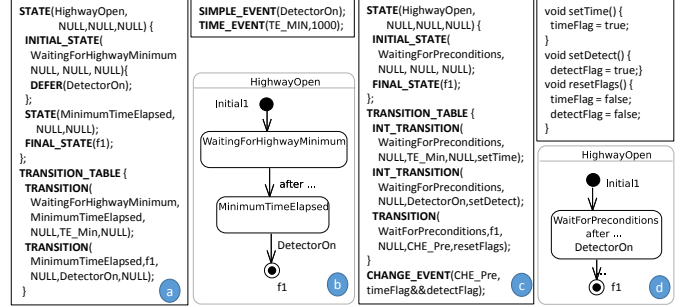 STATE(HighwayOpen,
NULL,NULL,NULL) {
INITIAL_STATE(
WaitingForHighwayMinimum
NULL, NULL, NULL){
DEFER(DetectorOn)
};
STATE(MinimumTimeElapsed,
NULL,NULL);
FINAL_STATE(f1);
};
TRANSITION_TABLE {
TRANSITION(
WaitingForHighwayMinimum,
MinimumTimeElapsed,
NULL,TE_Min,NULL);
TRANSITION(
MinimumTimeElapsed,f1,
NULL,DetectorOn,NULL);
}
a
SIMPLE_EVENT(DetectorOn);
TIME_EVENT(TE_MIN,1000);
HighwayOpen
Initial1
WaitingForHighwayMinimum
after ...
MinimumTimeElapsed
DetectorOn
f1
b
STATE(HighwayOpen,
NULL,NULL,NULL) {
INITIAL_STATE(
WaitingForPreconditions,
NULL, NULL, NULL);
FINAL_STATE(f1);
};
TRANSITION_TABLE {
INT_TRANSITION(
WaitingForPreconditions,
NULL,TE_Min,NULL,setTime);
INT_TRANSITION(
WaitingForPreconditions,
NULL,DetectorOn,setDetect);
TRANSITION(
WaitForPreconditions,f1,
NULL,CHE_Pre,resetFlags);
}
CHANGE_EVENT(CHE_Pre,
timeFlag&&detectFlag);
c
void setTime() {
timeFlag = true;
}
void setDetect() {
detectFlag = true;}
void resetFlags() {
timeFlag = false;
detectFlag = false;
}
HighwayOpen
Initial1
WaitForPreconditions
after ...
DetectorOn
...
f1
d